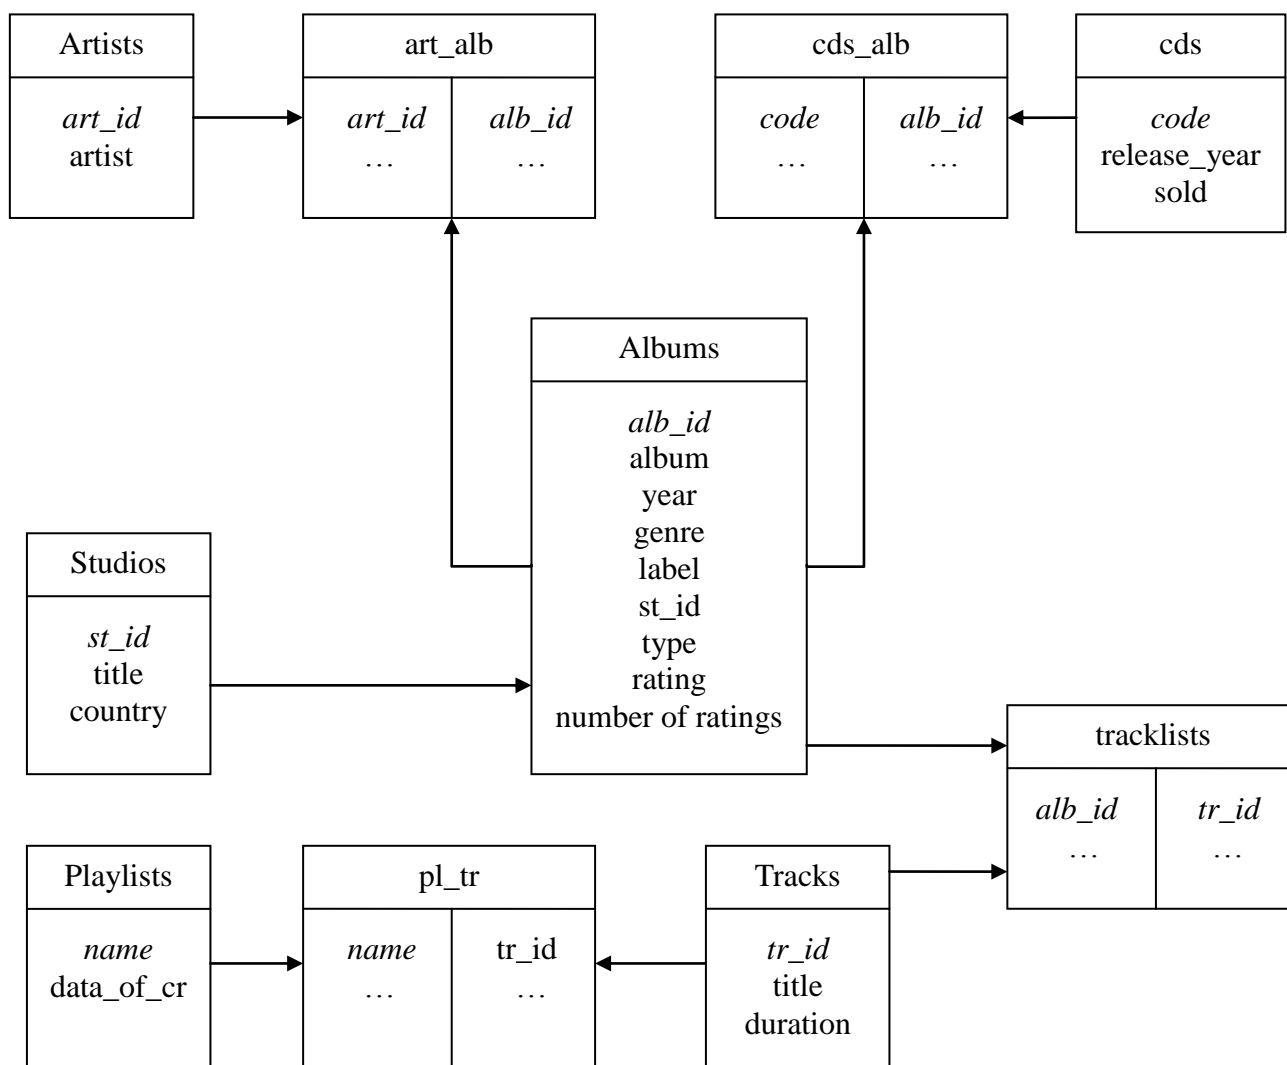 Artists
art_id
artist
art_alb
art_id alb_id
… …
cds_alb
code alb_id
… …
cds
code
release_year
sold
Albums
alb_id
album
year
genre
label
st_id
type
rating
number of ratings
Studios
st_id
title
country
tracklists
alb_id tr_id
… …
Playlists
name
data_of_cr
pl_tr
name tr_id
… …
Tracks
tr_id
title
duration